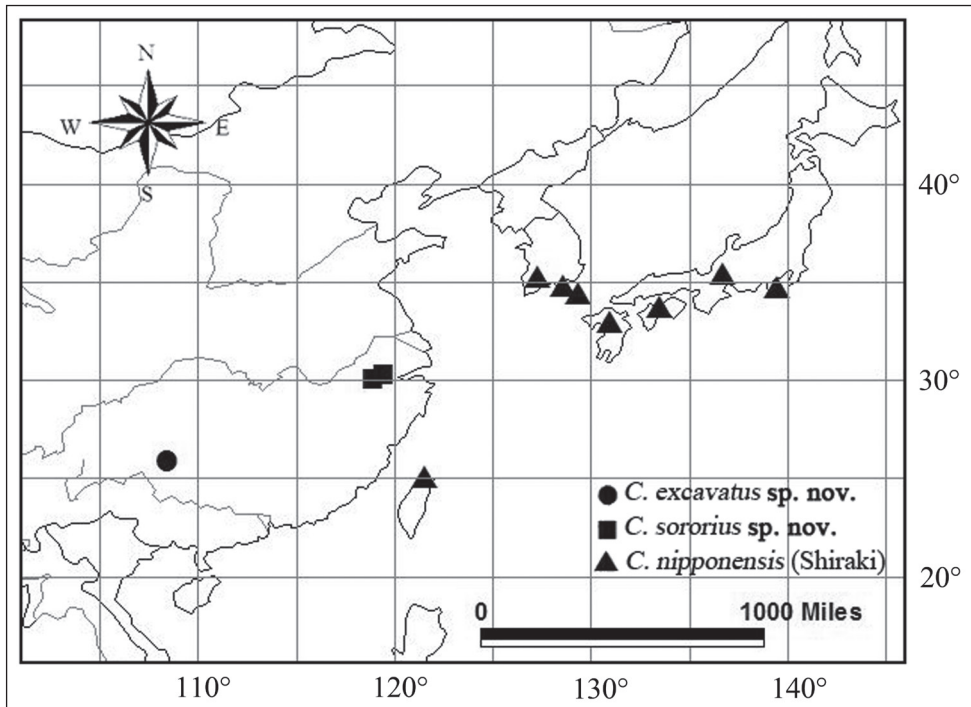 N
W E
S
40°
30°
C. excavatus sp. nov.
C. sororius sp. nov.
C. nipponensis (Shiraki)
20°
0 1000 Miles
110° 120° 130° 140°